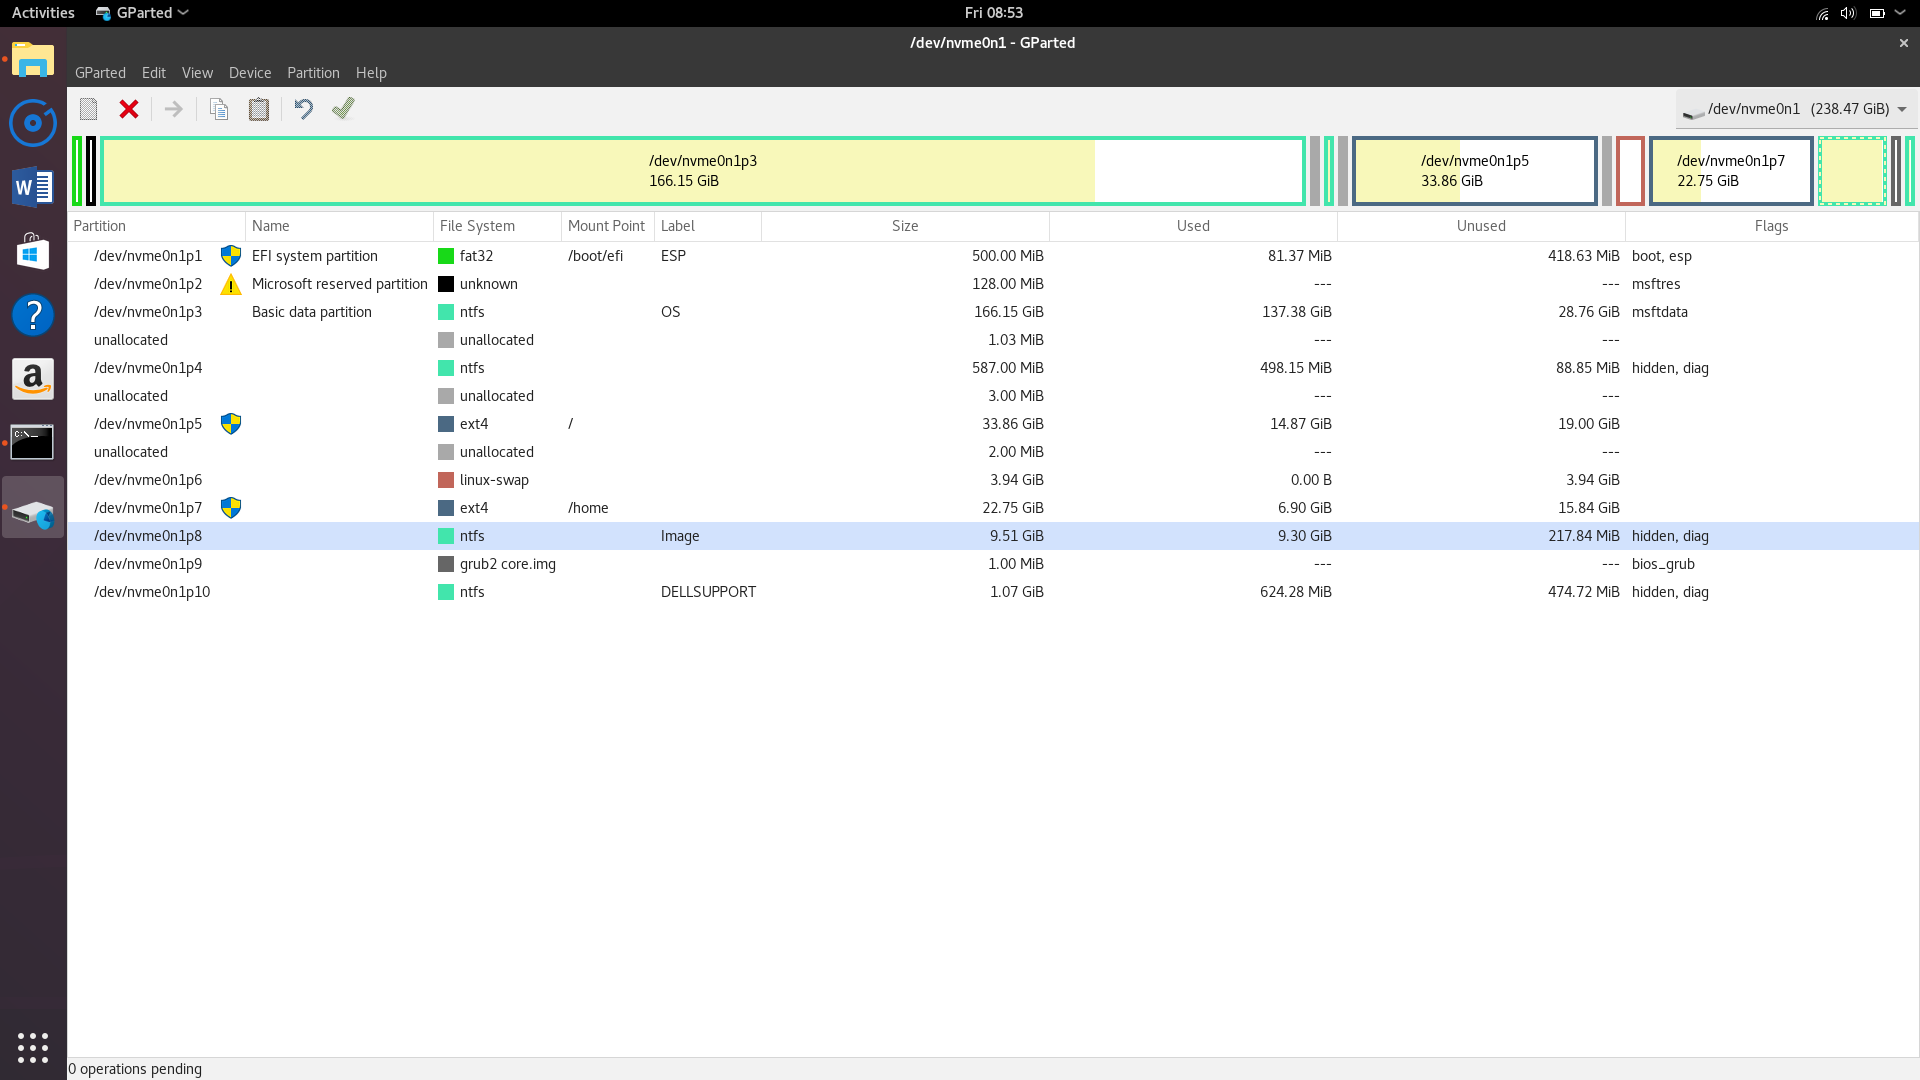 Activities GParted Fri 08:53
/dev/nvme0n1 - GParted
GParted Edit View Device Partition Help
/dev/nvme0n1 (238.47 GiB)
/dev/nvme0n1p3
166.15 GiB
/dev/nvme0n1p5
33.86 GiB
/dev/nvme0n1p7
22.75 GiB
Partition Name File System Mount Point Label Size Used Unused Flags
/dev/nvme0n1p1 EFI system partition fat32 /boot/efi ESP 500.00 MiB 81.37 MiB 418.63 MiB boot, esp
/dev/nvme0n1p2 Microsoft reserved partition unknown 128.00 MiB --- --- msftres
/dev/nvme0n1p3 Basic data partition ntfs OS 166.15 GiB 137.38 GiB 28.76 GiB msftdata
unallocated unallocated 1.03 MiB --- ---
/dev/nvme0n1p4 ntfs 587.00 MiB 498.15 MiB 88.85 MiB hidden, diag
unallocated unallocated 3.00 MiB --- ---
/dev/nvme0n1p5 ext4 / 33.86 GiB 14.87 GiB 19.00 GiB
unallocated unallocated 2.00 MiB --- ---
/dev/nvme0n1p6 linux-swap 3.94 GiB 0.00 B 3.94 GiB
/dev/nvme0n1p7 ext4 /home 22.75 GiB 6.90 GiB 15.84 GiB
/dev/nvme0n1p8 ntfs Image 9.51 GiB 9.30 GiB 217.84 MiB hidden, diag
/dev/nvme0n1p9 grub2 core.img 1.00 MiB --- --- bios_grub
/dev/nvme0n1p10 ntfs DELLSUPPORT 1.07 GiB 624.28 MiB 474.72 MiB hidden, diag
W
?
a
C:\_
0 operations pending